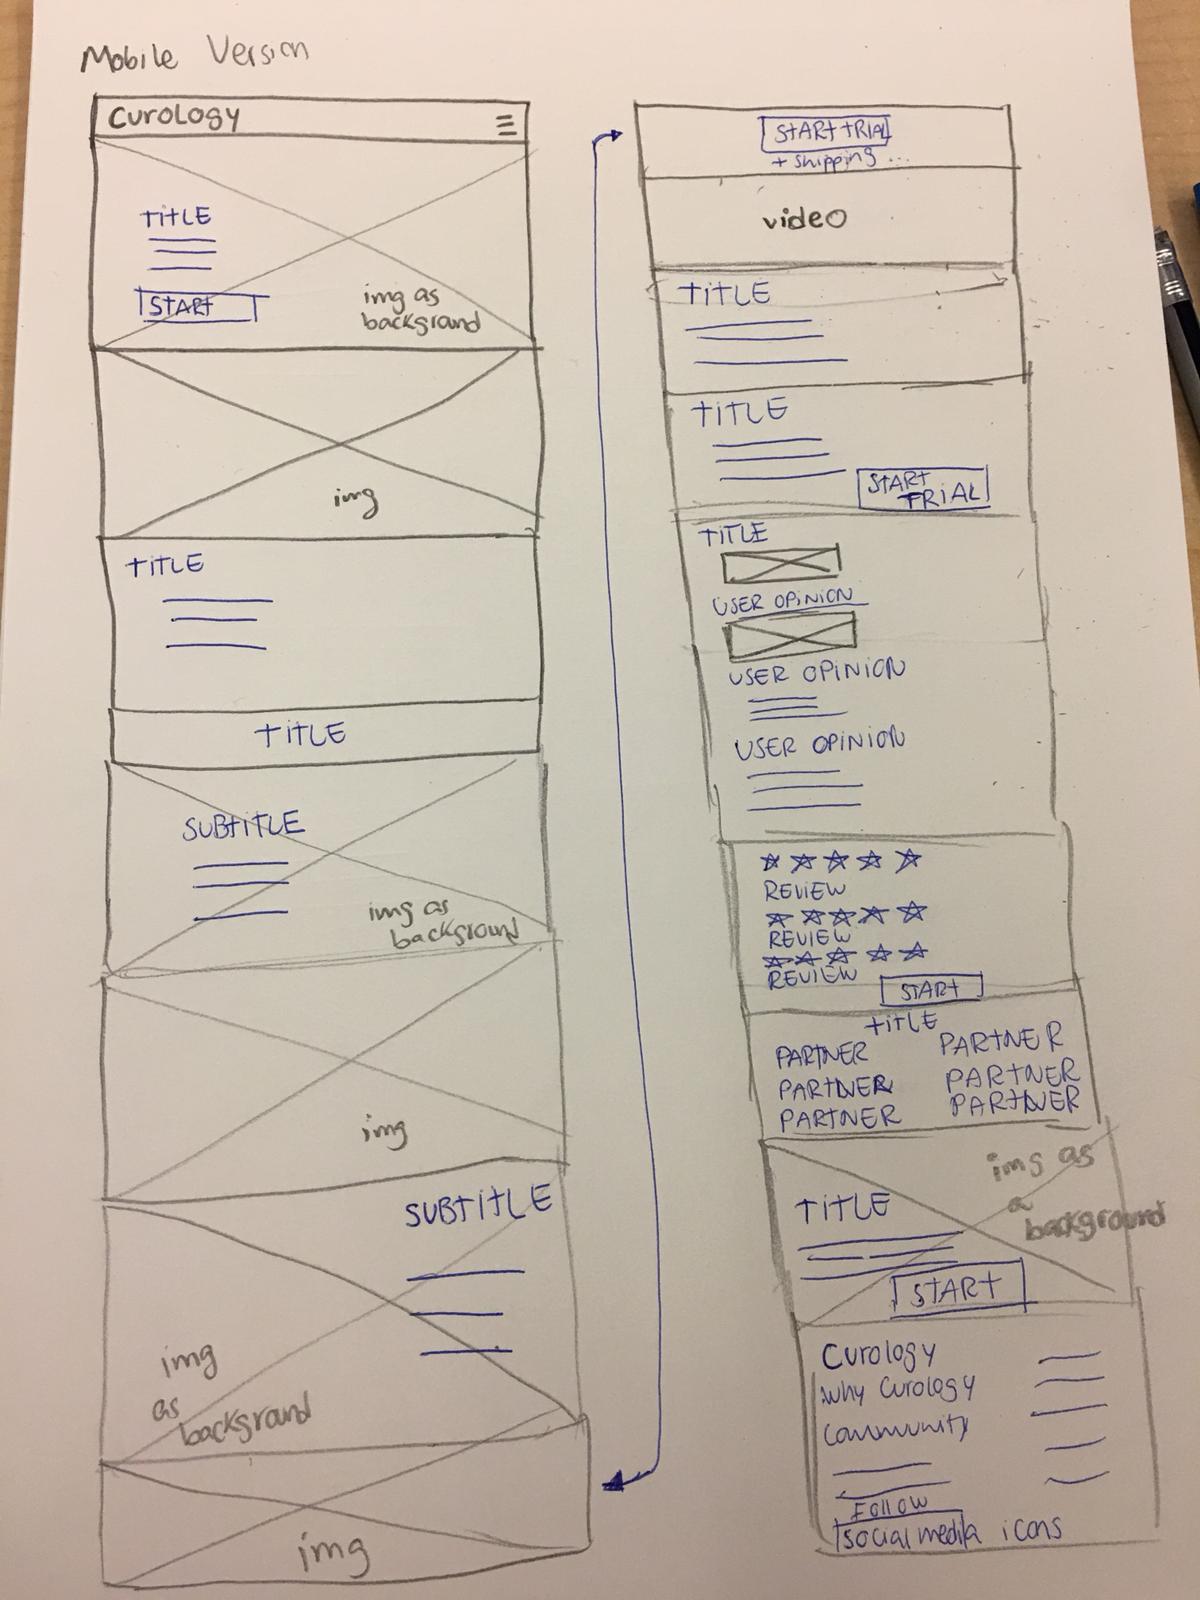 Mobile Version
Curology
TITLE
START
img as
backgrand
img
TITLE
TITLE
SUBTITLE
img as
background
img
SUBTITLE
img
as
background
img
START TRIAL
+ shipping ...
video
TITLE
TITLE
START
TRIAL
TITLE
USER OPINION
USER OPINION
USER OPINION
REVIEW
REVIEW
REVIEW
START
TITLE
PARTNER PARTNER
PARTNER PARTNER
PARTNER PARTNER
img as
a
background
TITLE
START
Curology
why Curology
Community
Follow
social media icons